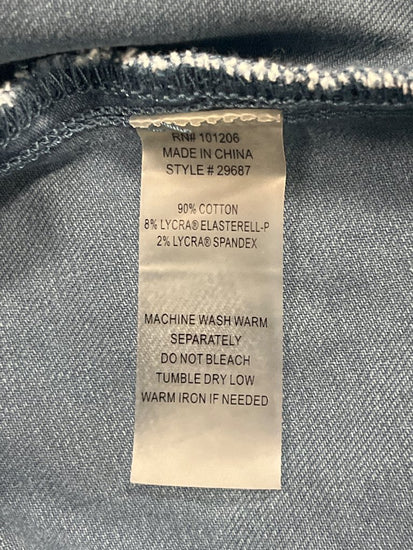 RN# 101206
MADE IN CHINA
STYLE # 29687
90% COTTON
8% LYCRA® ELASTERELL-P
2% LYCRA® SPANDEX
MACHINE WASH WARM
SEPARATELY
DO NOT BLEACH
TUMBLE DRY LOW
WARM IRON IF NEEDED